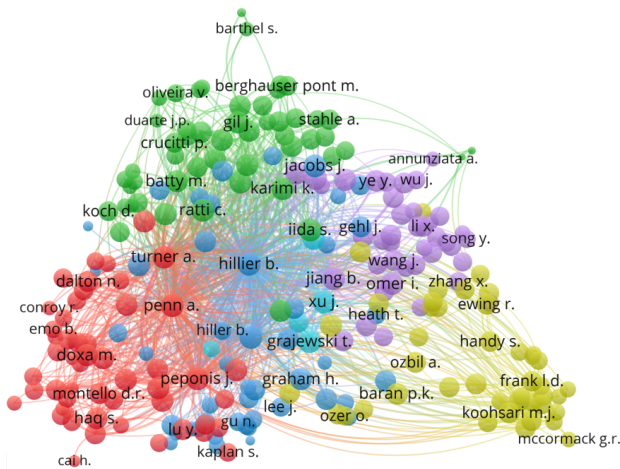 barthel s.
oliveira v.
berghauser pont m.
duarte j.p.
gil j.
stahle a.
crucitti p.
jacobs j.
annunziata a.
batty m.
karimi k.
ye y.
wu j.
koch d.
ratti c.
iida s.
gehl j.
li x.
song y.
turner a.
hillier b.
wang j.
dalton n.
jiang b.
omer i.
zhang x.
conroy r.
penn a.
xu j.
ewing r.
heath t.
emo b.
hiller b.
grajewski t.
handy s.
doxa m.
ozbil a.
peponis j.
graham h.
frank l.d.
montello d.r.
baran p.k.
haq s.
lee j.
ozer o.
koohsari m.j.
lu y.
gu n.
mccormack g.r.
kaplan s.
cai h.